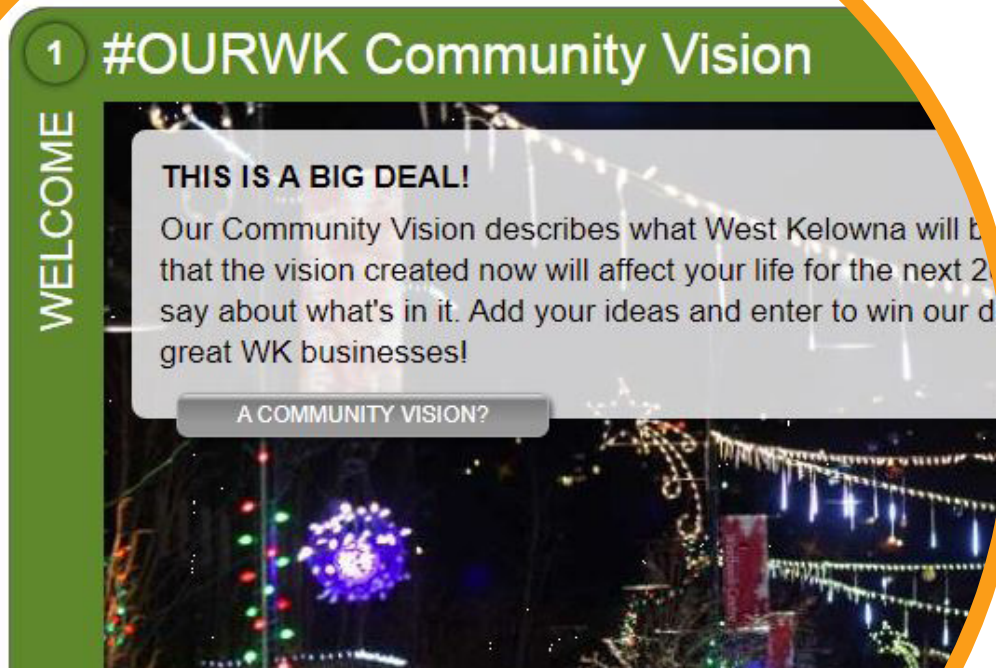 1 #OURWK Community Vision
WELCOME
THIS IS A BIG DEAL!
Our Community Vision describes what West Kelowna will
that the vision created now will affect your life for the next
say about what's in it. Add your ideas and enter to win our
great WK businesses!
A COMMUNITY VISION?